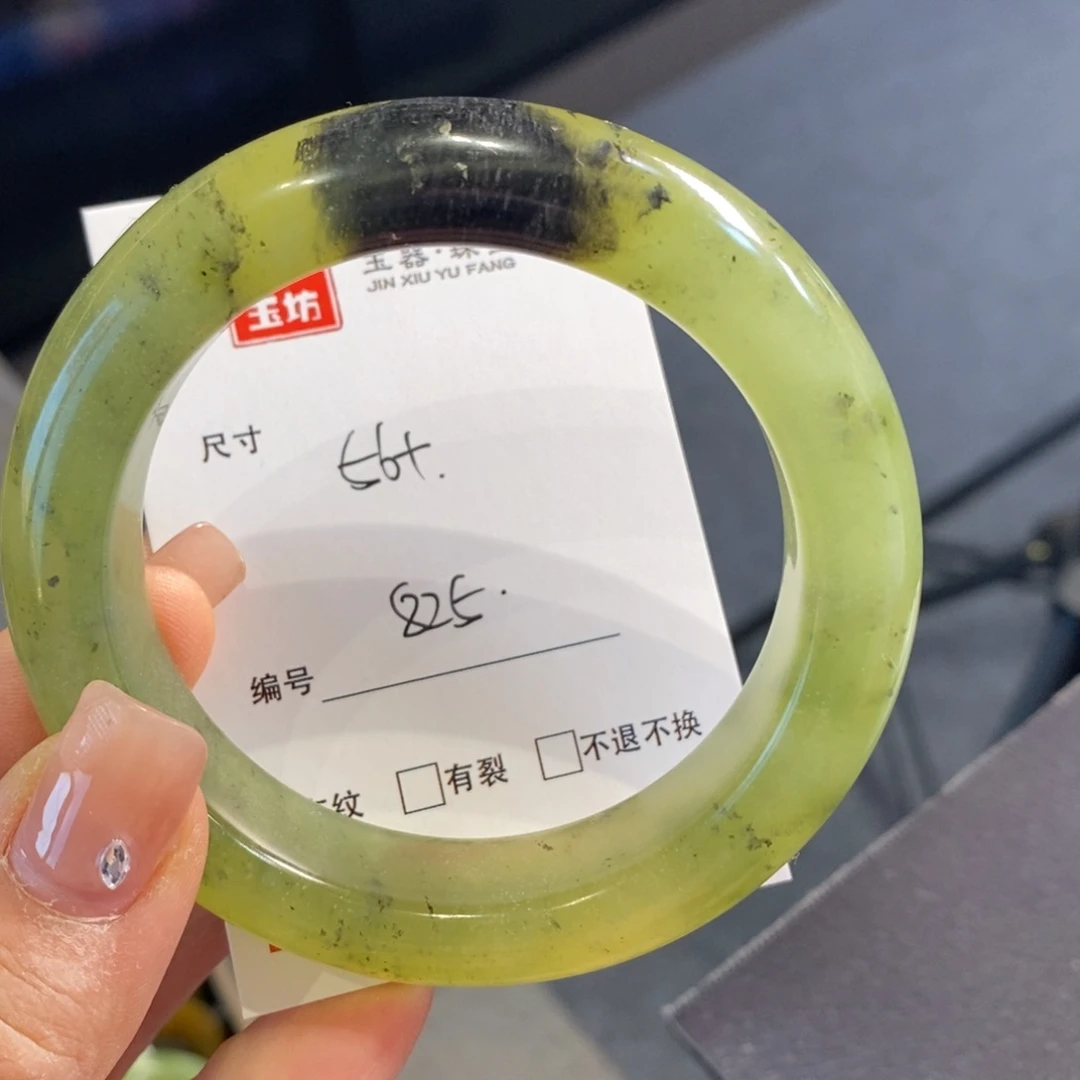 玉器·珠
JIN XIU YU FANG
玉坊
尺寸 56+.
825.
编号
纹 □有裂 □不退不换